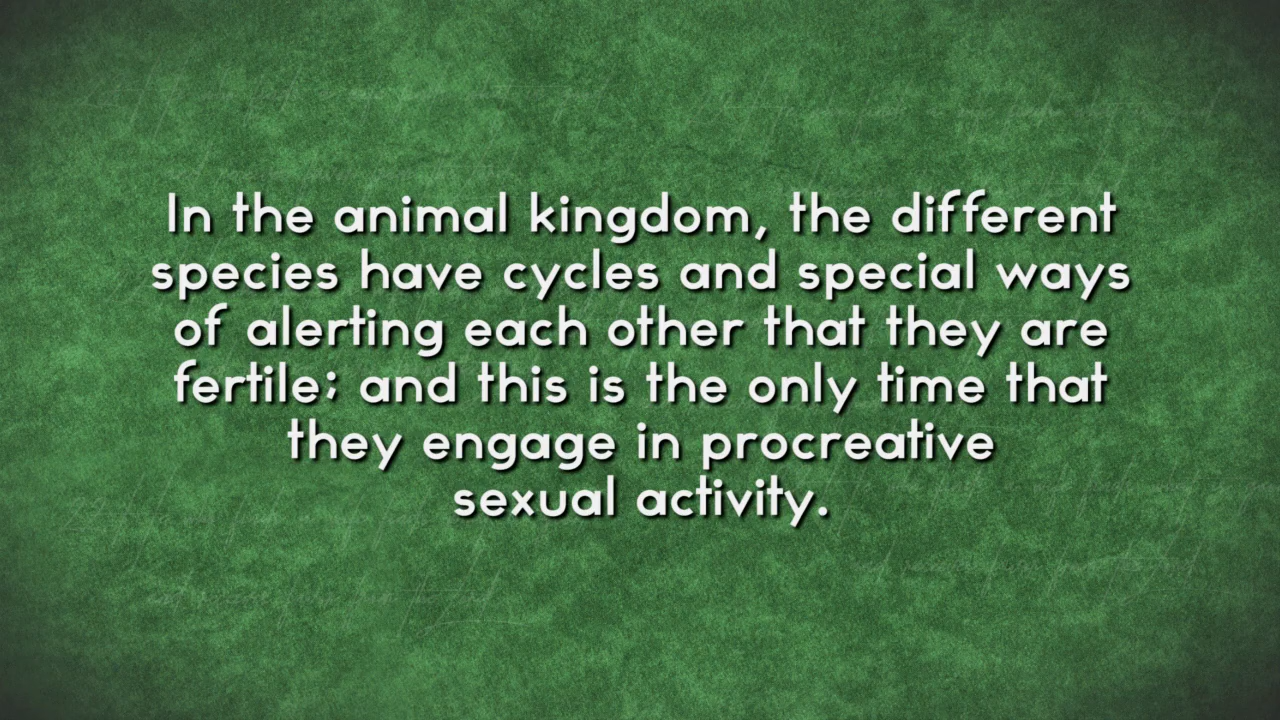 In the animal kingdom, the different
species have cycles and special ways
of alerting each other that they are
fertile; and this is the only time that
they engage in procreative
sexual activity.